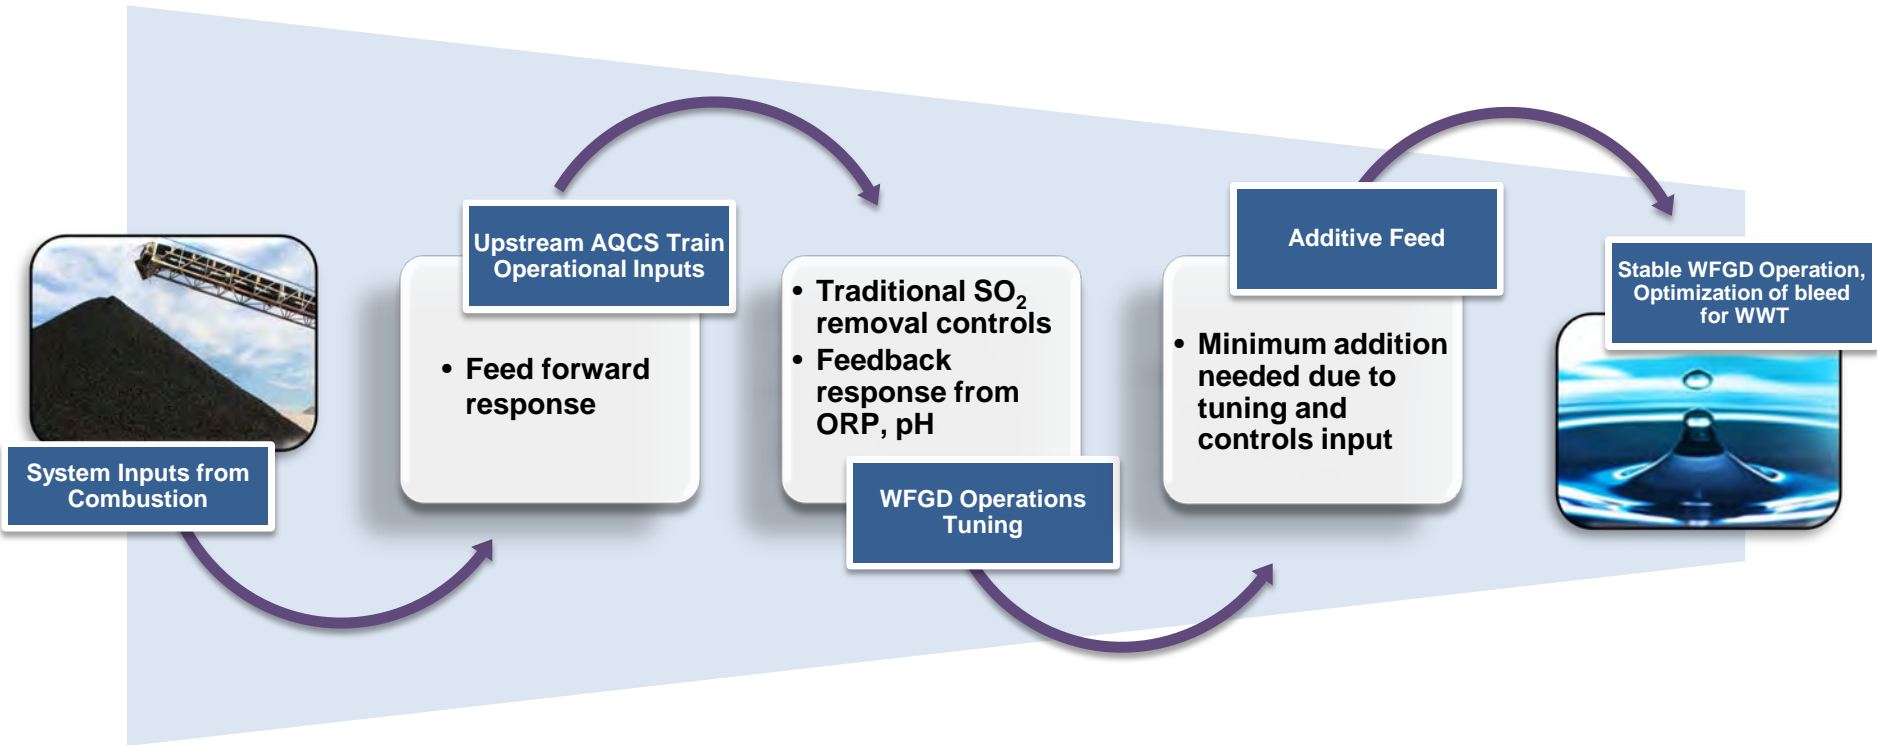 System Inputs from
Combustion
Upstream AQCS Train
Operational Inputs
• Feed forward
response
• Traditional SO₂
removal controls
• Feedback
response from
ORP, pH
WFGD Operations
Tuning
Additive Feed
• Minimum addition
needed due to
tuning and
controls input
Stable WFGD Operation,
Optimization of bleed
for WWT